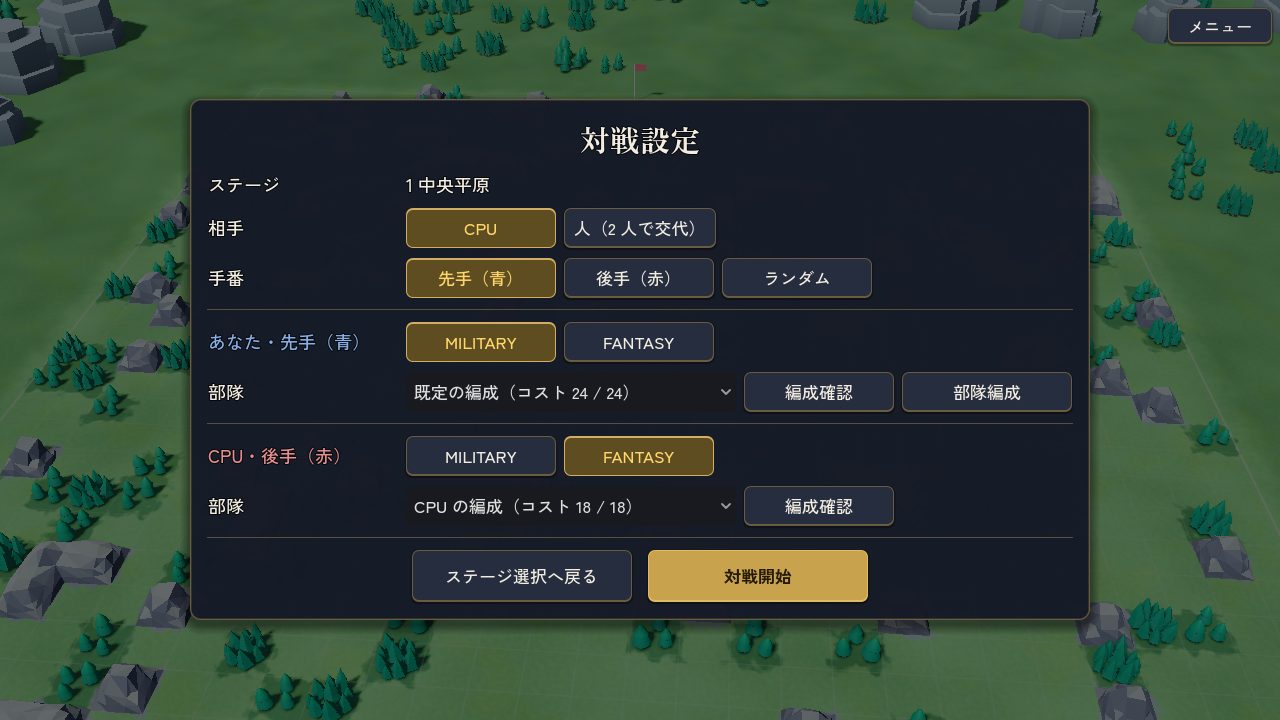 メニュー
対戦設定
ステージ 1 中央平原
相手 CPU 人（2 人で交代）
手番 先手（青） 後手（赤） ランダム
あなた・先手（青） MILITARY FANTASY
部隊 既定の編成（コスト 24 / 24） 編成確認 部隊編成
CPU・後手（赤） MILITARY FANTASY
部隊 CPU の編成（コスト 18 / 18） 編成確認
ステージ選択へ戻る 対戦開始